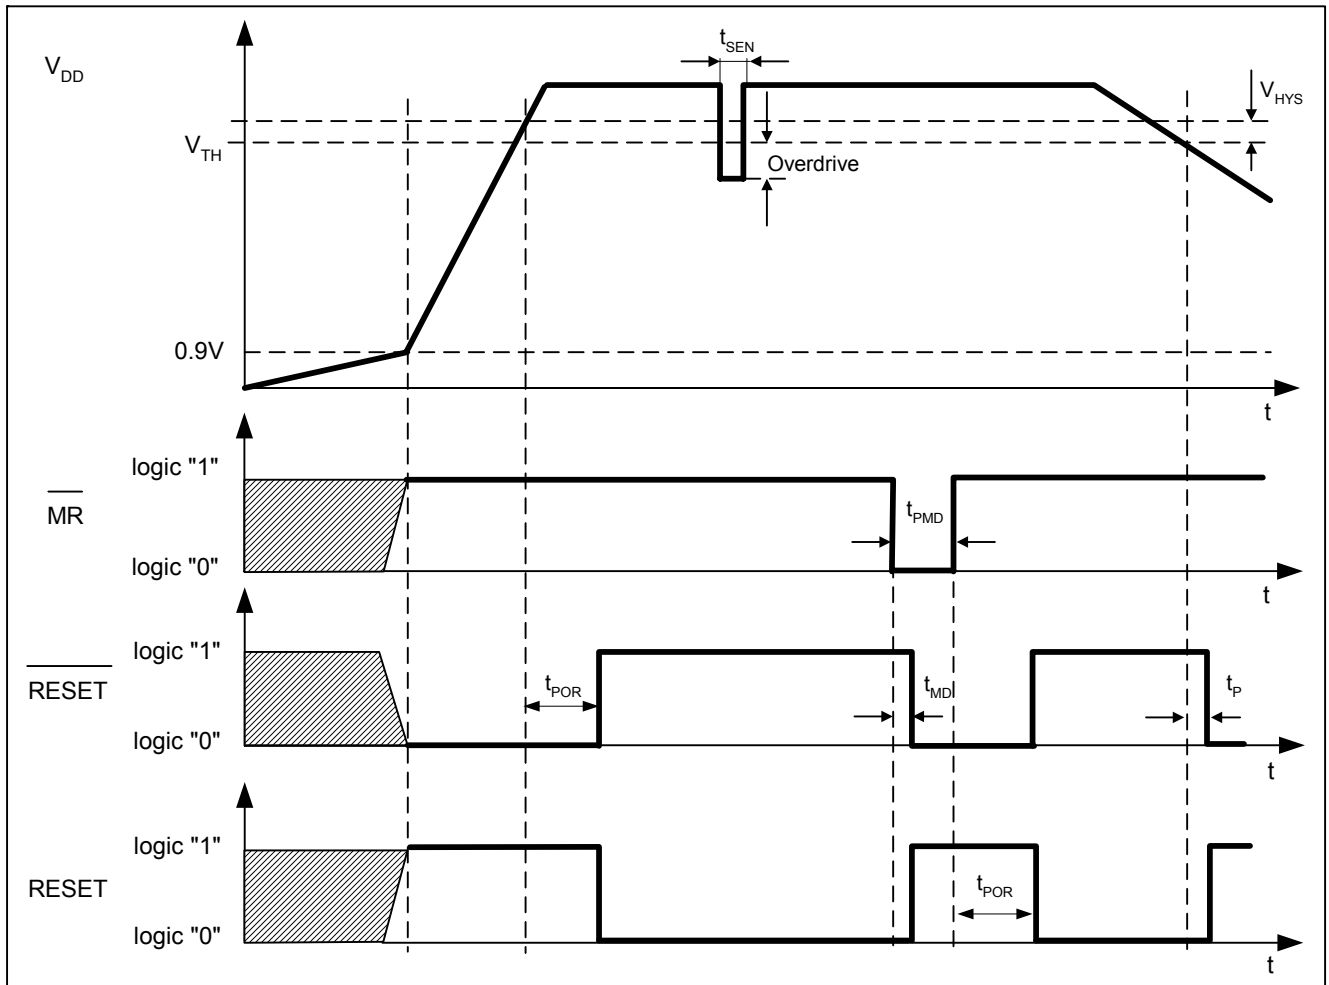 t_SEN
V_DD
V_HYS
V_TH
Overdrive
0.9V
t
logic "1"
MR
t_PMD
logic "0"
t
logic "1"
RESET
t_POR
t_MD
t_P
logic "0"
t
logic "1"
RESET
t_POR
logic "0"
t